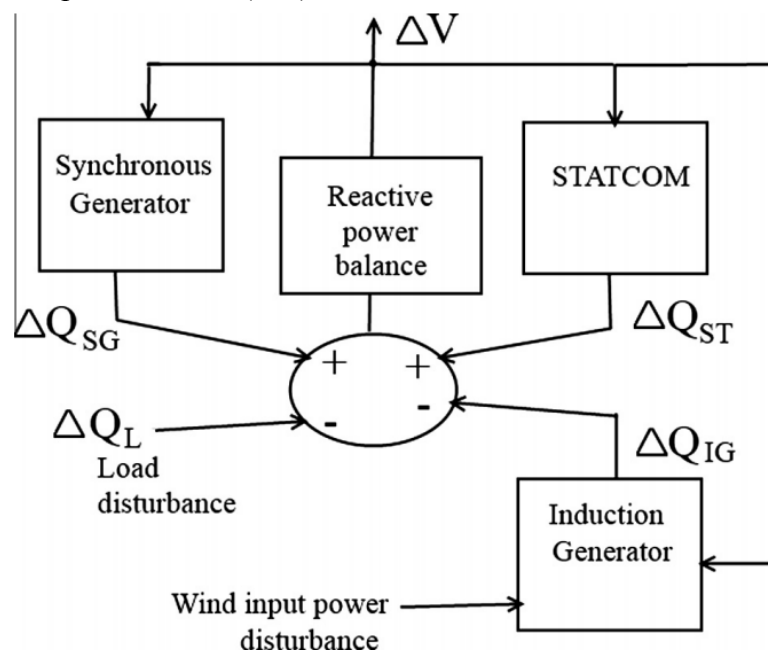 ΔV
Synchronous
Generator
Reactive
power
balance
STATCOM
ΔQSG
ΔQST
+
+
-
-
ΔQL
Load
disturbance
ΔQIG
Induction
Generator
Wind input power
disturbance